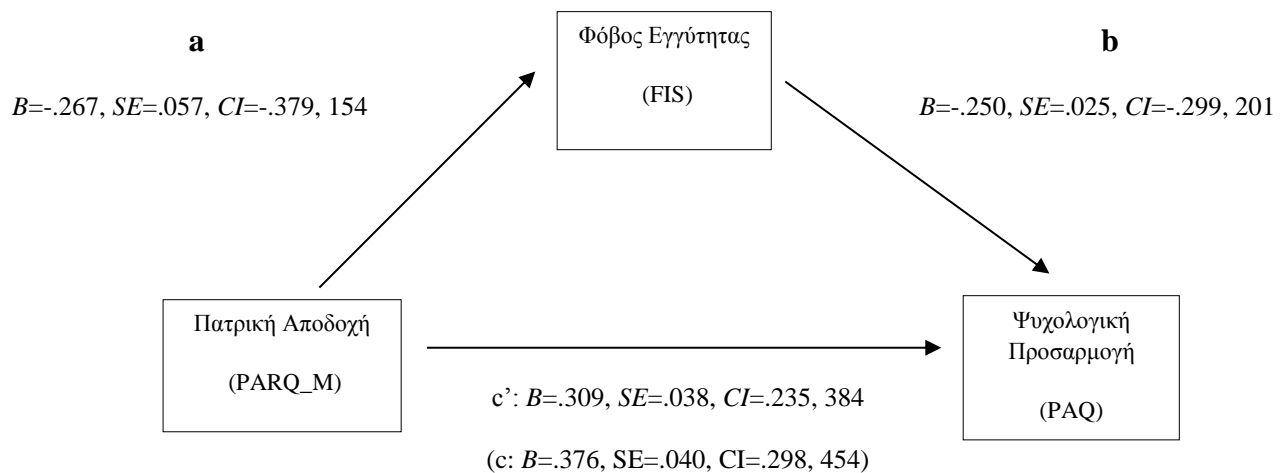 a
Φόβος Εγγύτητας
(FIS)
b
B=-.267, SE=.057, CI=-.379, 154
B=-.250, SE=.025, CI=-.299, 201
Πατρική Αποδοχή
(PARQ_M)
Ψυχολογική
Προσαρμογή
(PAQ)
c’: B=.309, SE=.038, CI=.235, 384
(c: B=.376, SE=.040, CI=.298, 454)